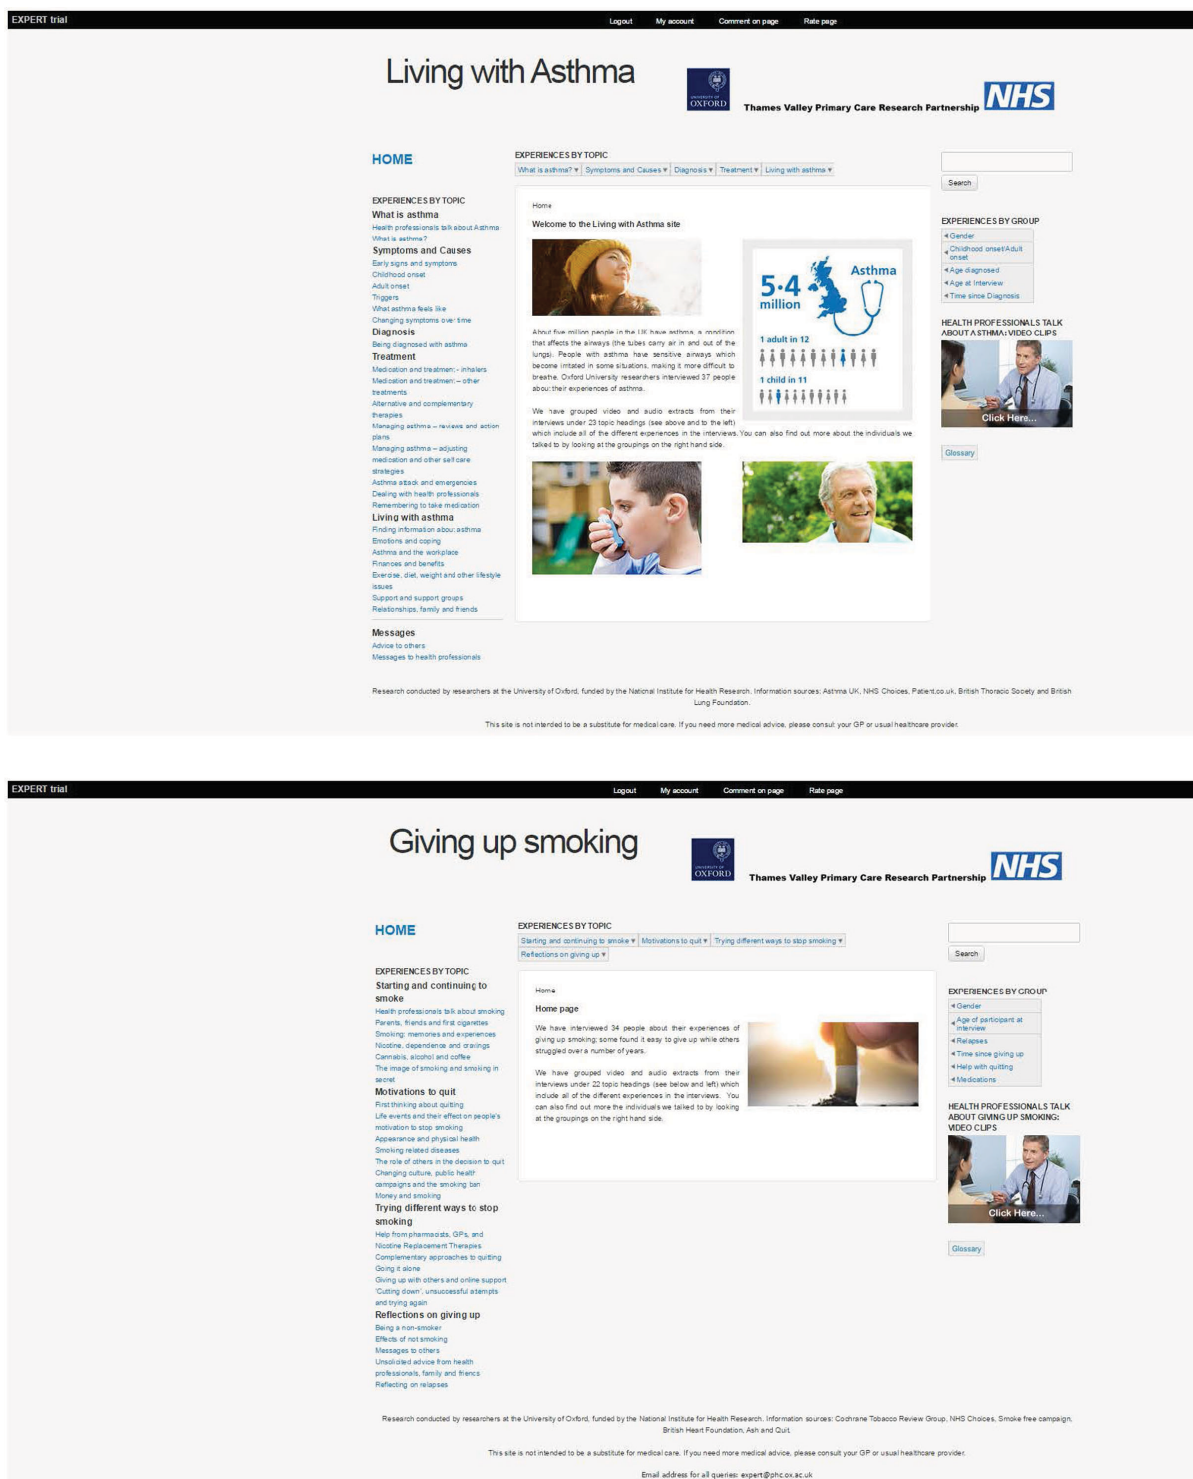 EXPERT trial
Logout My account Comment on page Rate page
Living with Asthma
UNIVERSITY OF
OXFORD
Thames Valley Primary Care Research Partnership
NHS
HOME
EXPERIENCES BY TOPIC
What is asthma
Health professionals talk about Asthma
What is asthma?
Symptoms and Causes
Early signs and symptoms
Childhood onset
Adult onset
Triggers
What asthma feels like
Changing symptoms over time
Diagnosis
Being diagnosed with asthma
Treatment
Medication and treatment - inhalers
Medication and treatment – other
treatments
Alternative and complementary
therapies
Managing asthma – reviews and action
plans
Managing asthma – adjusting
medication and other self care
strategies
Asthma attack and emergencies
Dealing with health professionals
Remembering to take medication
Living with asthma
Finding information about asthma
Emotions and coping
Asthma and the workplace
Finances and benefits
Exercise, diet, weight and other lifestyle
issues
Support and support groups
Relationships, family and friends
Messages
Advice to others
Messages to health professionals
EXPERIENCES BY TOPIC
What is asthma? Symptoms and Causes Diagnosis Treatment Living with asthma
Home
Welcome to the Living with Asthma site
5·4
million
Asthma
1 adult in 12
1 child in 11
About five million people in the UK have asthma, a condition
that affects the airways (the tubes carry air in and out of the
lungs). People with asthma have sensitive airways which
become irritated in some situations, making it more difficult to
breathe. Oxford University researchers interviewed 37 people
about their experiences of asthma.
We have grouped video and audio extracts from their
interviews under 23 topic headings (see above and to the left)
which include all of the different experiences in the interviews. You can also find out more about the individuals we
talked to by looking at the groupings on the right hand side.
Search
EXPERIENCES BY GROUP
Gender
Childhood onset/Adult
onset
Age diagnosed
Age at Interview
Time since Diagnosis
HEALTH PROFESSIONALS TALK
ABOUT ASTHMA: VIDEO CLIPS
Click Here...
Glossary
Research conducted by researchers at the University of Oxford, funded by the National Institute for Health Research. Information sources: Asthma UK, NHS Choices, Patient.co.uk, British Thoracic Society and British
Lung Foundation.
This site is not intended to be a substitute for medical care. If you need more medical advice, please consult your GP or usual healthcare provider.
EXPERT trial
Logout My account Comment on page Rate page
Giving up smoking
UNIVERSITY OF
OXFORD
Thames Valley Primary Care Research Partnership
NHS
HOME
EXPERIENCES BY TOPIC
Starting and continuing to
smoke
Health professionals talk about smoking
Parents, friends and first cigarettes
Smoking: memories and experiences
Nicotine, dependence and cravings
Cannabis, alcohol and coffee
The image of smoking and smoking in
secret
Motivations to quit
First thinking about quitting
Life events and their effect on people's
motivation to stop smoking
Appearance and physical health
Smoking related diseases
The role of others in the decision to quit
Changing culture, public health
campaigns and the smoking ban
Money and smoking
Trying different ways to stop
smoking
Help from pharmacists, GPs, and
Nicotine Replacement Therapies
Complementary approaches to quitting
Going it alone
Giving up with others and online support
'Cutting down', unsuccessful attempts
and trying again
Reflections on giving up
Being a non-smoker
Effects of not smoking
Messages to others
Unsolicited advice from health
professionals, family and friends
Reflecting on relapses
EXPERIENCES BY TOPIC
Starting and continuing to smoke Motivations to quit Trying different ways to stop smoking
Reflections on giving up
Home
Home page
We have interviewed 34 people about their experiences of
giving up smoking; some found it easy to give up while others
struggled over a number of years.
We have grouped video and audio extracts from their
interviews under 22 topic headings (see below and left) which
include all of the different experiences in the interviews. You
can also find out more the individuals we talked to by looking
at the groupings on the right hand side.
Search
EXPERIENCES BY GROUP
Gender
Age of participant at
interview
Relapses
Time since giving up
Help with quitting
Medications
HEALTH PROFESSIONALS TALK
ABOUT GIVING UP SMOKING:
VIDEO CLIPS
Click Here...
Glossary
Research conducted by researchers at the University of Oxford, funded by the National Institute for Health Research. Information sources: Cochrane Tobacco Review Group, NHS Choices, Smoke free campaign,
British Heart Foundation, Ash and Quit.
This site is not intended to be a substitute for medical care. If you need more medical advice, please consult your GP or usual healthcare provider.
Email address for all queries: expert@phc.ox.ac.uk